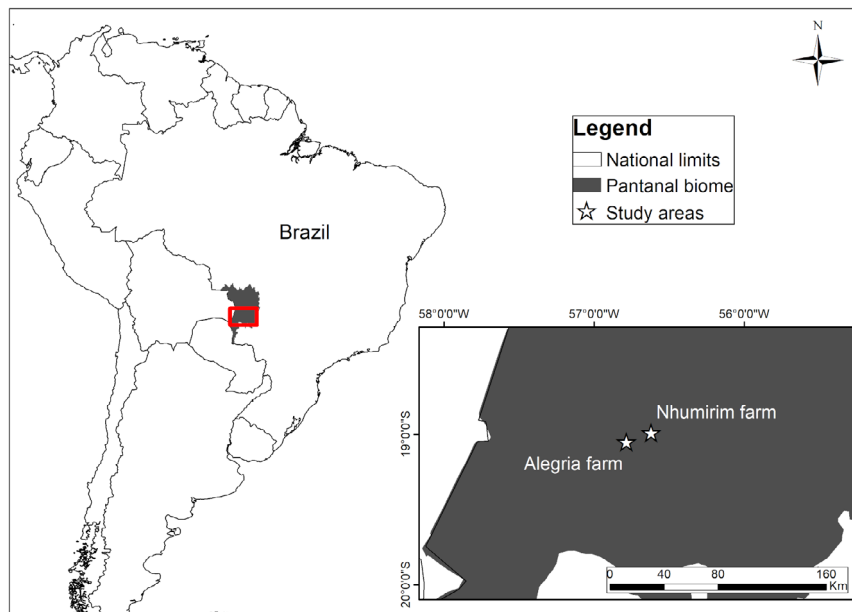 N
Legend
National limits
Pantanal biome
Study areas
Brazil
58°0'0"W
57°0'0"W
56°0'0"W
19°0'0"S
20°0'0"S
Nhumirim farm
Alegria farm
0 40 80 160
Km